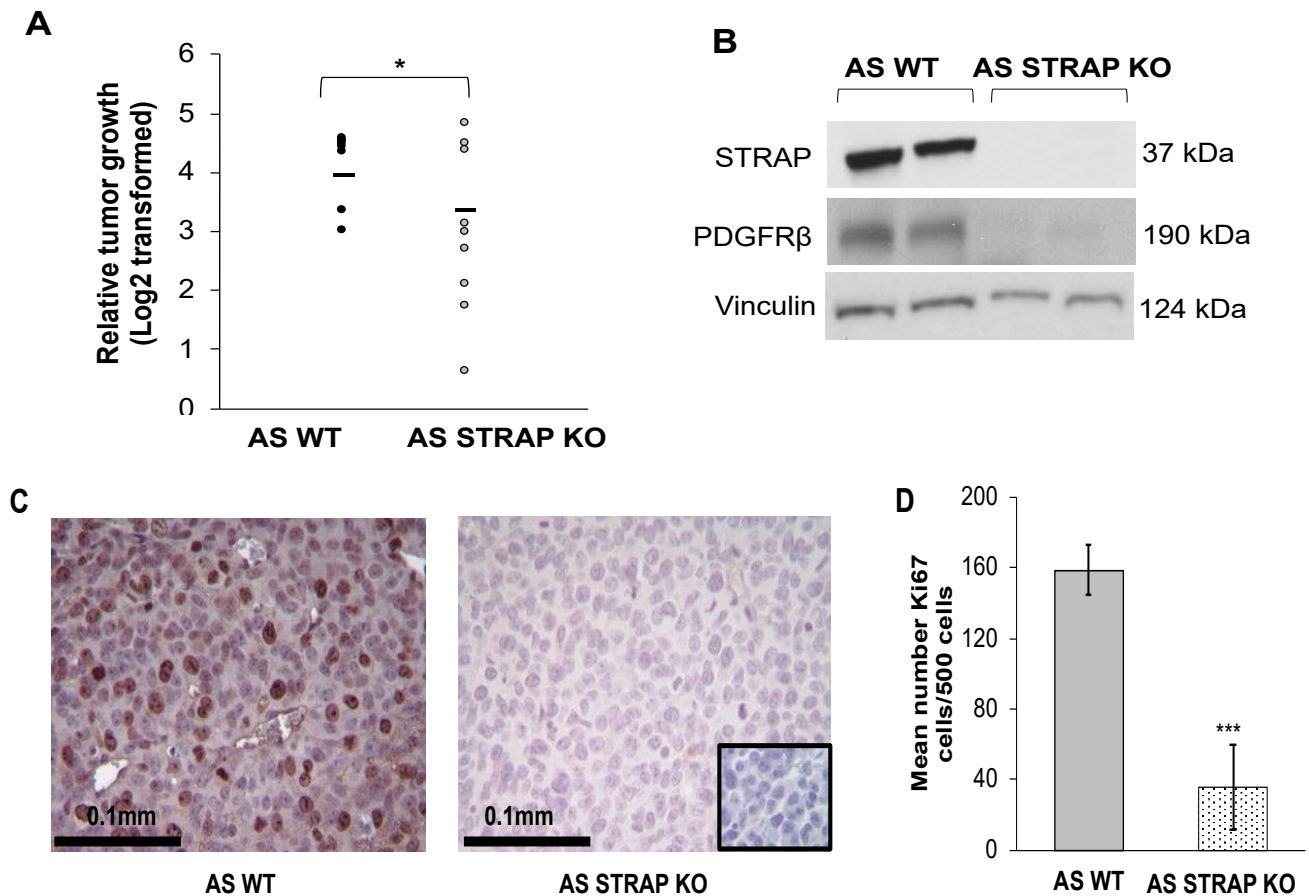 A
Relative tumor growth
(Log2 transformed)
6
5
4
3
2
1
0
*
AS WT
AS STRAP KO
B
AS WT AS STRAP KO
STRAP
37 kDa
PDGFRβ
190 kDa
Vinculin
124 kDa
C
0.1mm
0.1mm
AS WT
AS STRAP KO
D
Mean number Ki67
cells/500 cells
200
160
120
80
40
0
***
AS WT
AS STRAP KO